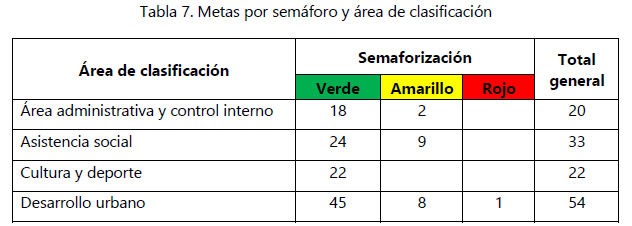 Tabla 7. Metas por semáforo y área de clasificación
Área de clasificación Semaforización Total general
Verde Amarillo Rojo
Área administrativa y control interno 18 2 20
Asistencia social 24 9 33
Cultura y deporte 22 22
Desarrollo urbano 45 8 1 54